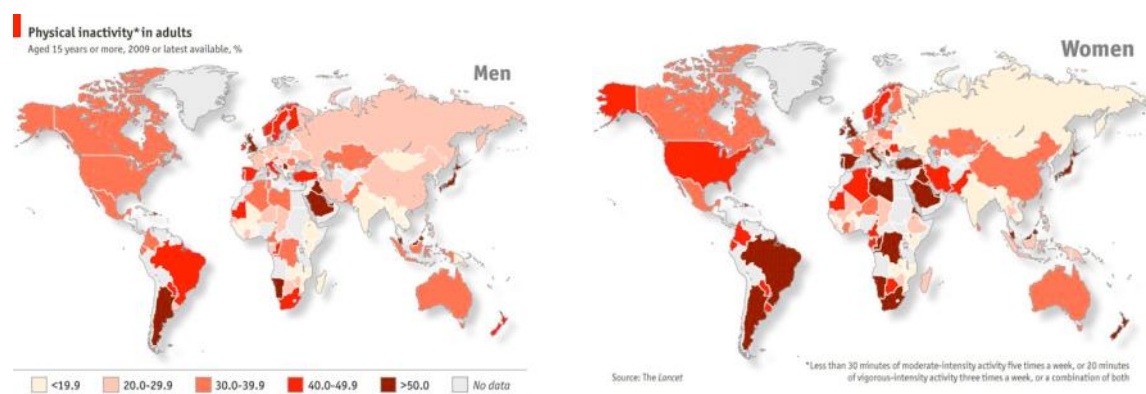 Physical inactivity* in adults
Aged 15 years or more, 2009 or latest available, %
Men
Women
<19.9
20.0-29.9
30.0-39.9
40.0-49.9
>50.0
No data
Source: The Lancet
*Less than 30 minutes of moderate-intensity activity five times a week, or 20 minutes
of vigorous-intensity activity three times a week, or a combination of both